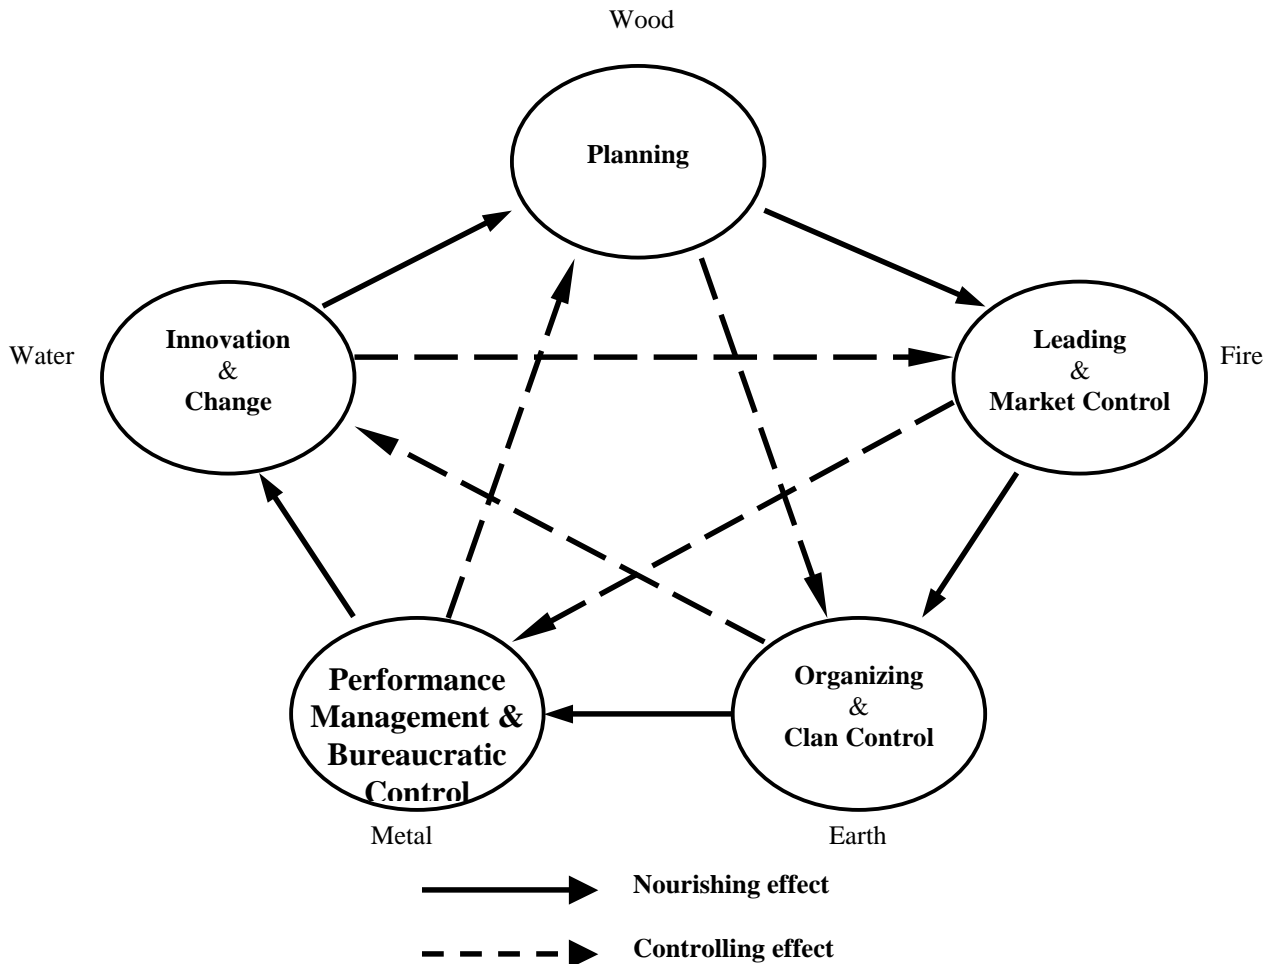 Wood
Planning
Innovation
&
Change
Water
Leading
&
Market Control
Fire
Performance
Management &
Bureaucratic
Control
Metal
Organizing
&
Clan Control
Earth
Nourishing effect
Controlling effect